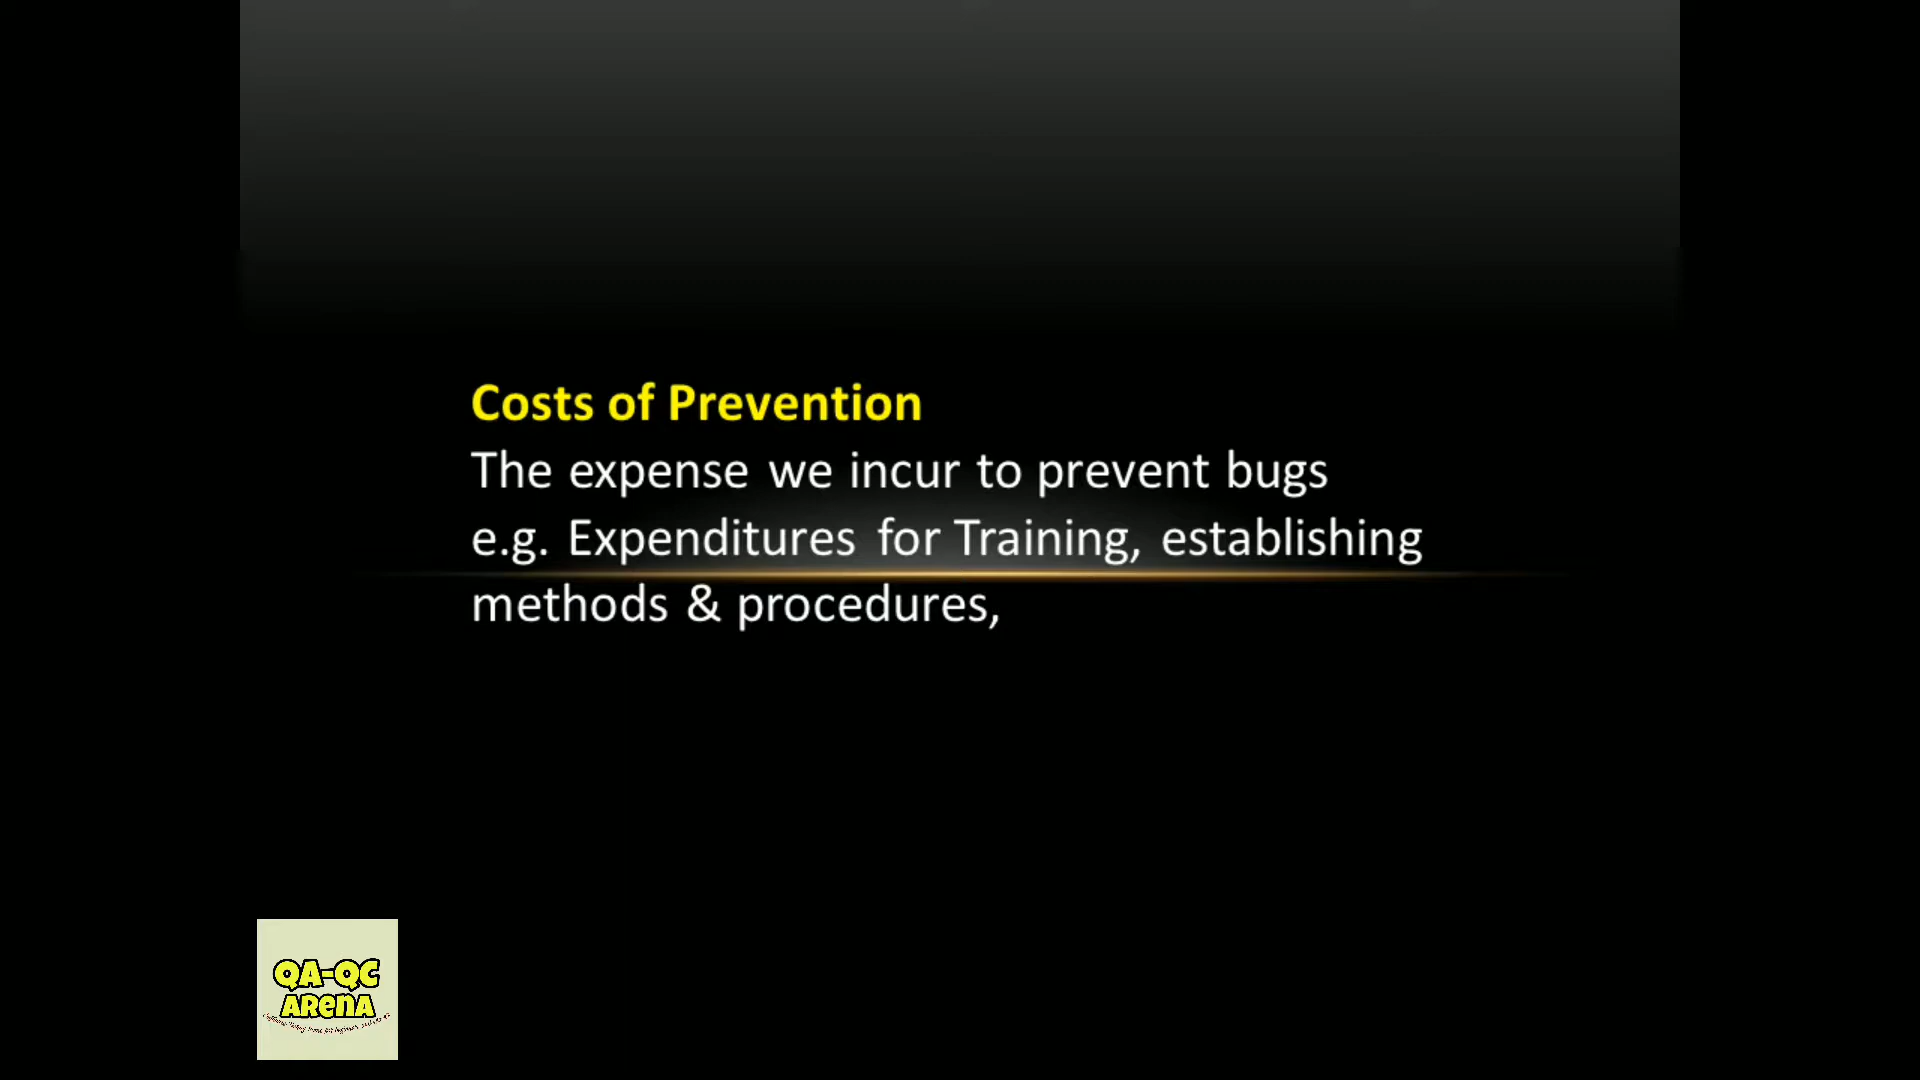 Costs of Prevention
The expense we incur to prevent bugs
e.g. Expenditures for Training, establishing
methods & procedures,
QA-QC
ARENA